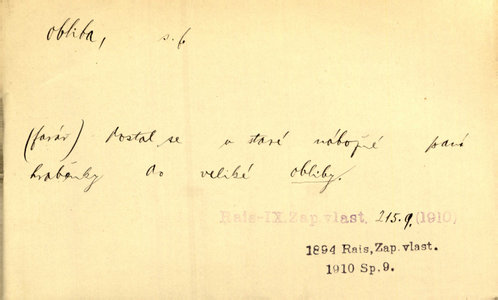 obliba, s. f.
(farář) dostal se u staré nábožné paní
hraběnky do veliké obliby.
Rais-IX. Zap. vlast. 215.9. (1910)
1894 Rais, Zap. vlast.
1910 Sp. 9.